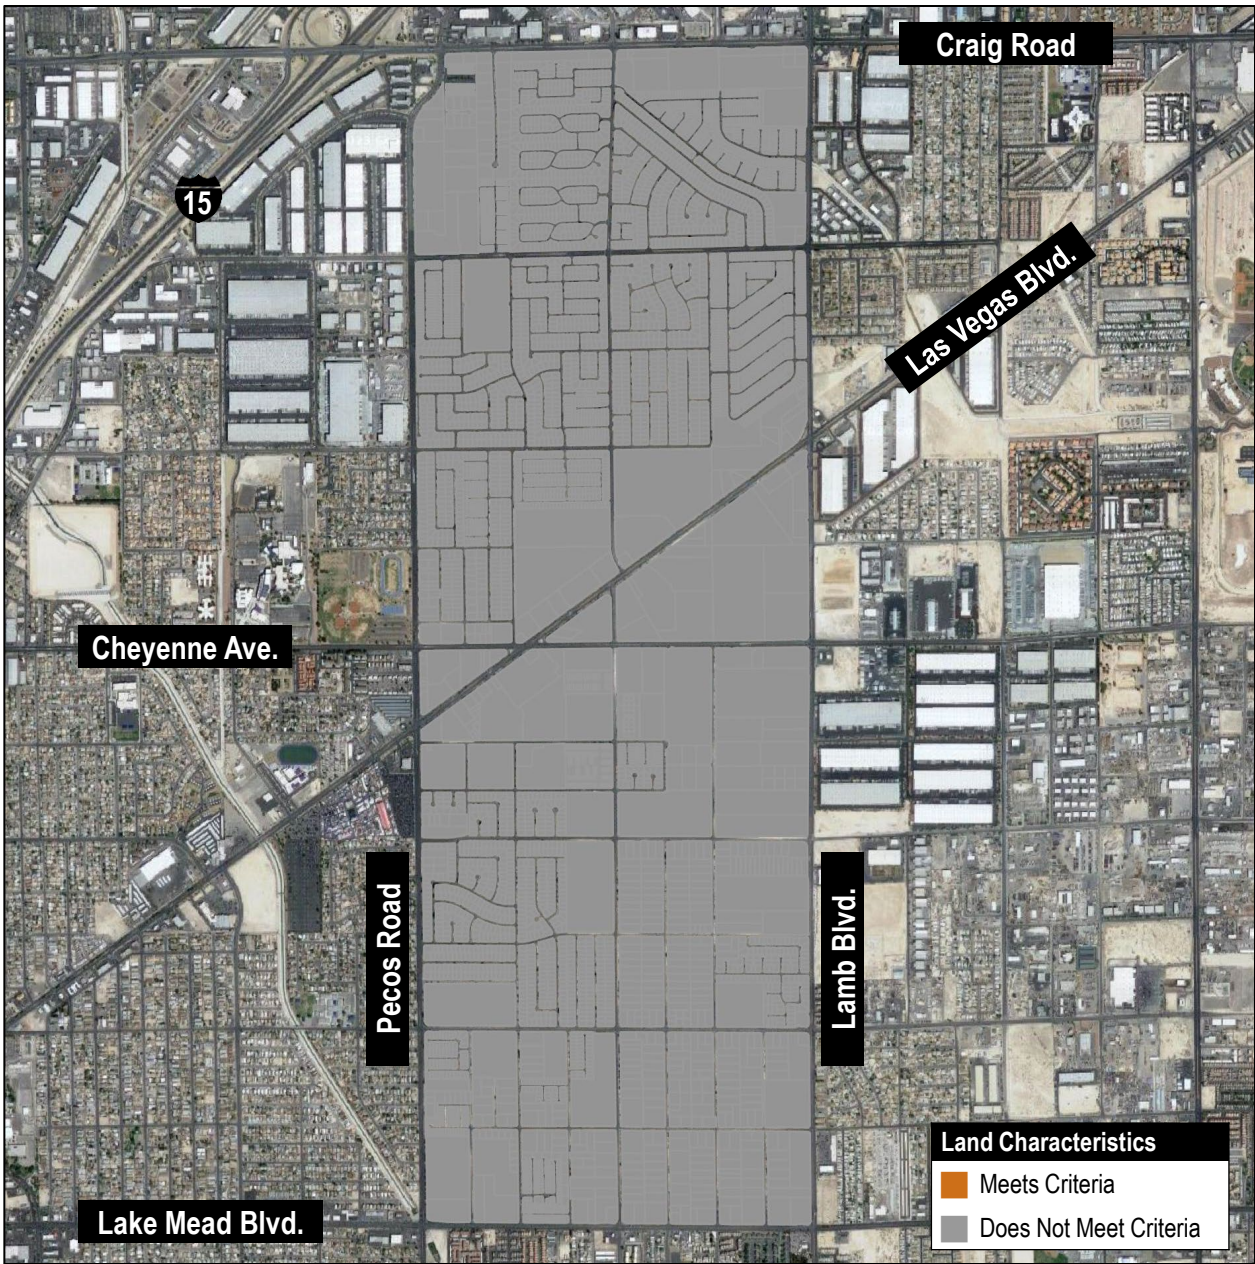 Craig Road
15
Las Vegas Blvd.
Cheyenne Ave.
Pecos Road
Lamb Blvd.
Land Characteristics
Meets Criteria
Does Not Meet Criteria
Lake Mead Blvd.